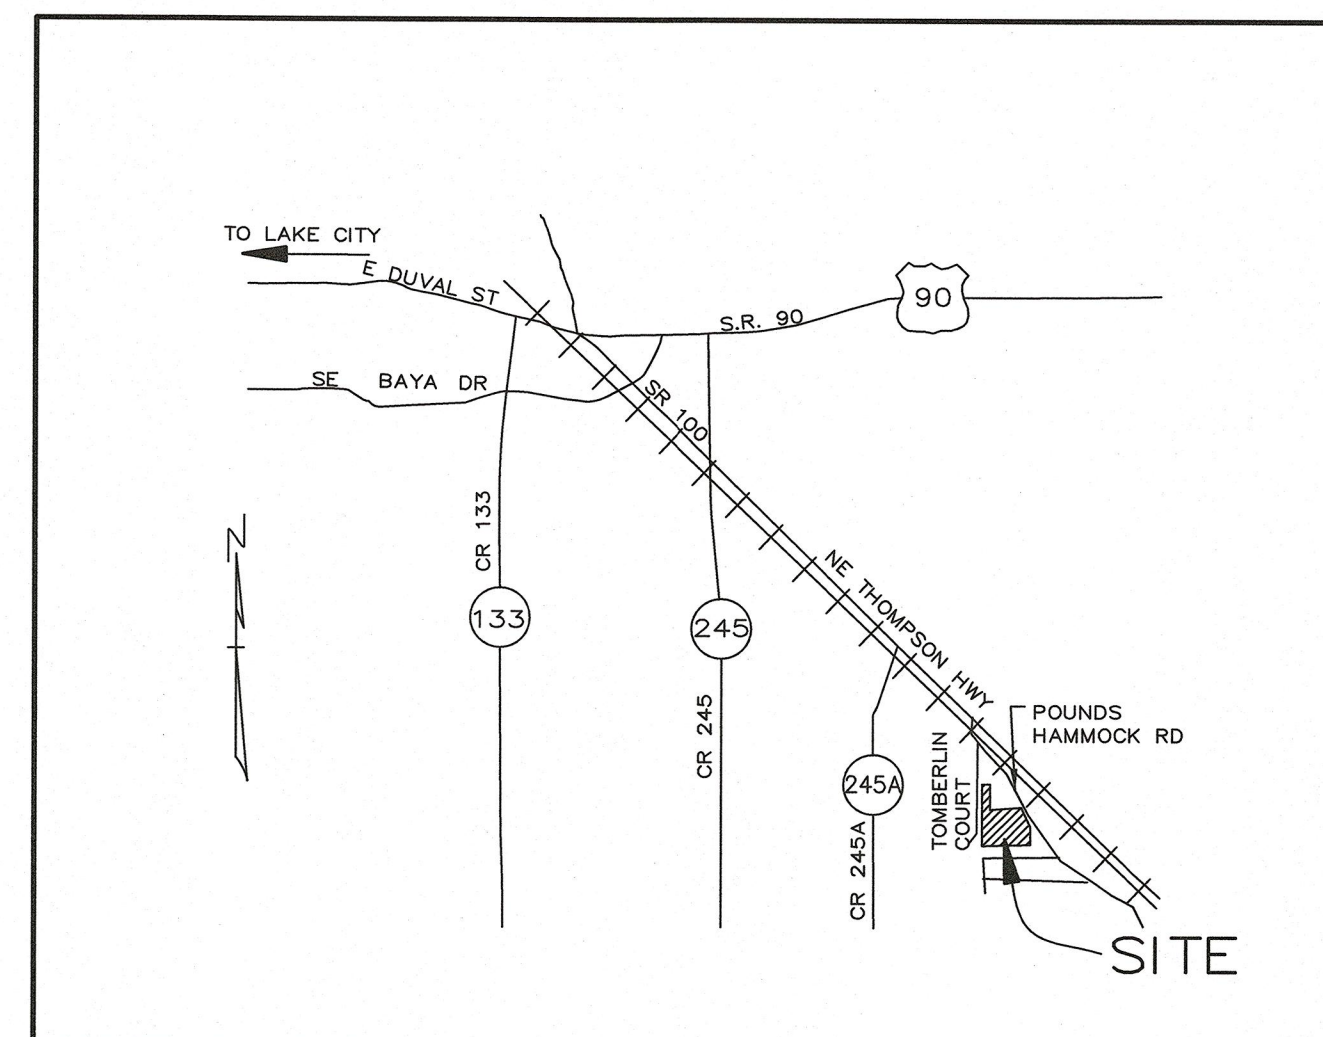 TO LAKE CITY
E DUVAL ST
S.R. 90
90
SE BAYA DR
SR 100
N
CR 133
133
245
NE THOMPSON HWY
CR 245
POUNDS
HAMMOCK RD
TOMBERLIN
COURT
245A
CR 245A
SITE